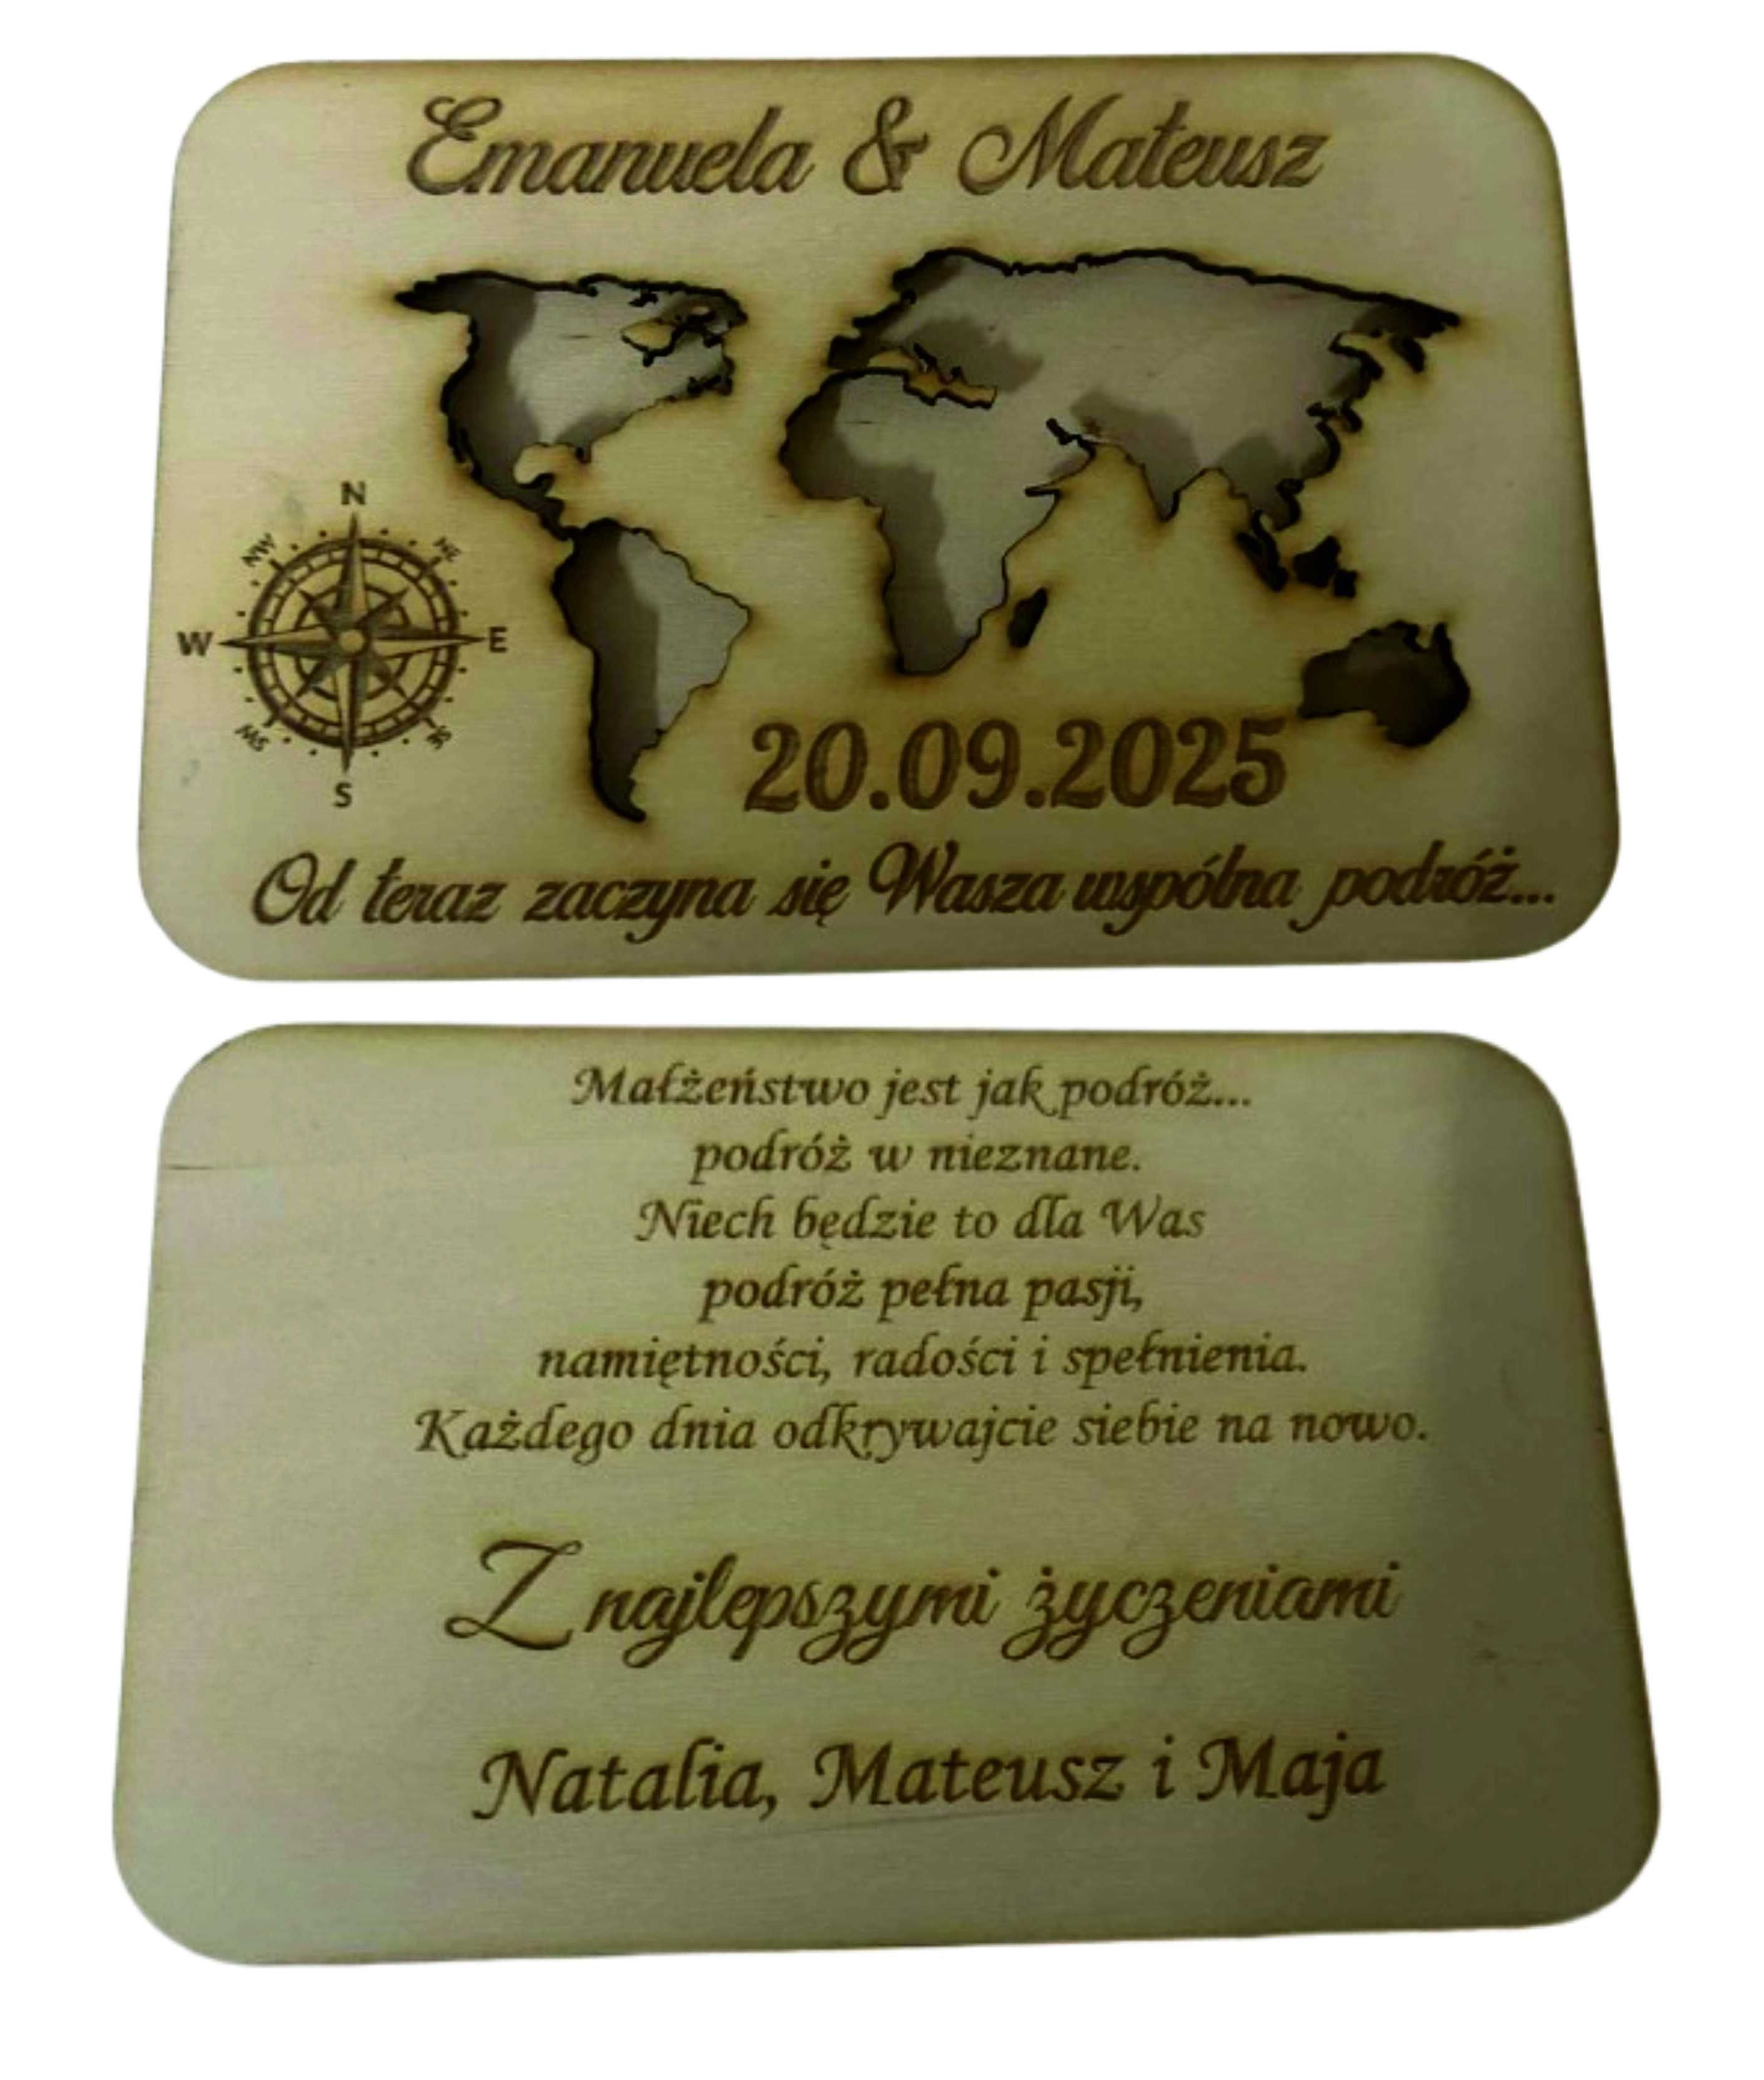 Emanuela & Mateusz
N
NW NE
W E
S
20.09.2025
Od teraz zaczyna się Wasza wspólna podróż...
Małżeństwo jest jak podróż...
podróż w nieznane.
Niech będzie to dla Was
podróż pełna pasji,
namiętności, radości i spełnienia.
Każdego dnia odkrywajcie siebie na nowo.
Z najlepszymi życzeniami
Natalia, Mateusz i Maja